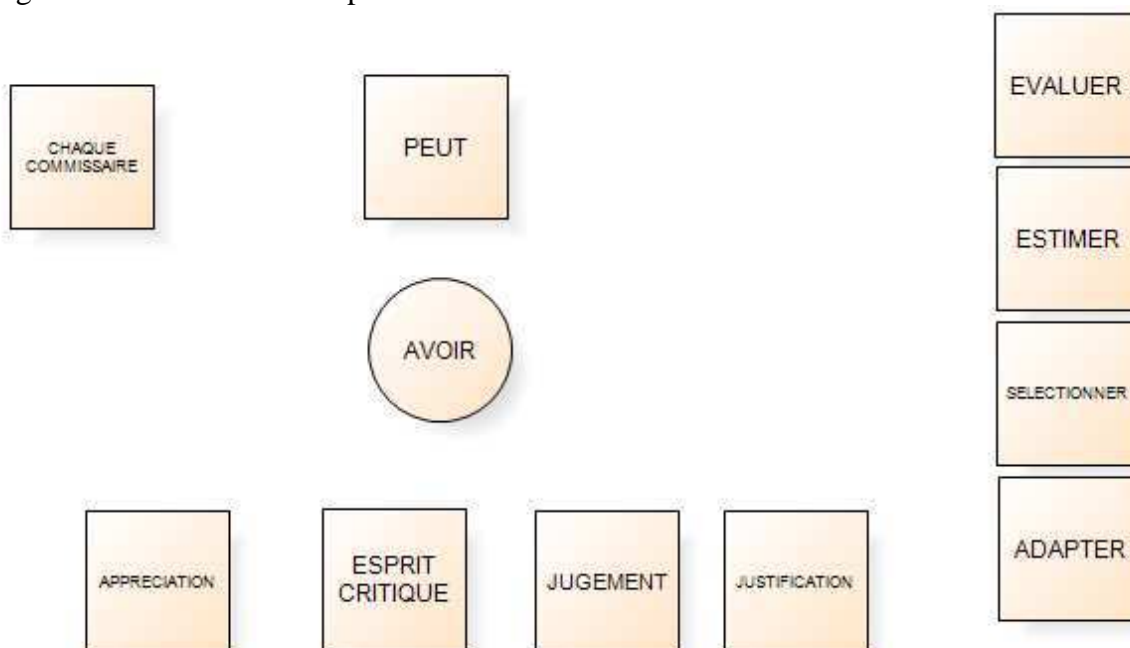 EVALUER
CHAQUE
COMMISSAIRE
PEUT
ESTIMER
AVOIR
SELECTIONNER
APPRECIATION
ESPRIT
CRITIQUE
JUGEMENT
JUSTIFICATION
ADAPTER